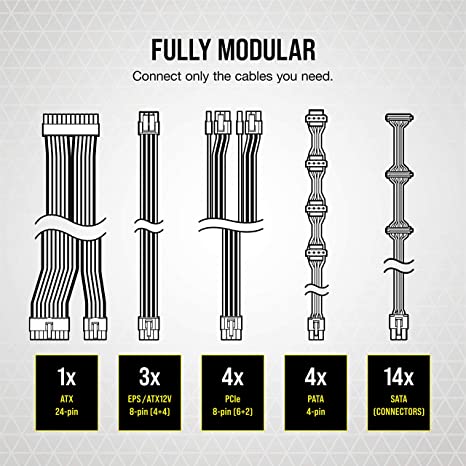 FULLY MODULAR
Connect only the cables you need.
1x
ATX
24-pin
3x
EPS/ATX12V
8-pin (4+4)
4x
PCIe
8-pin (6+2)
4x
PATA
4-pin
14x
SATA
(CONNECTORS)